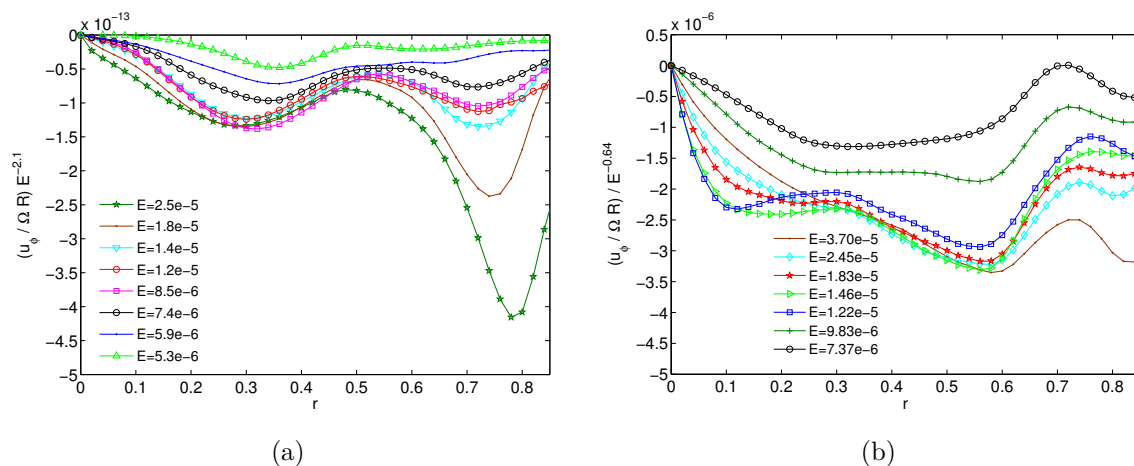 x 10−13
0
−0.5
−1
−1.5
−2
−2.5
−3
−3.5
−4
−4.5
−5
(uϕ / Ω R) E−2.1
E=2.5e−5
E=1.8e−5
E=1.4e−5
E=1.2e−5
E=8.5e−6
E=7.4e−6
E=5.9e−6
E=5.3e−6
0 0.1 0.2 0.3 0.4 0.5 0.6 0.7 0.8
r
(a)
x 10−6
0.5
0
−0.5
−1
−1.5
−2
−2.5
−3
−3.5
−4
−4.5
−5
(uϕ / Ω R) / E−0.64
E=3.70e−5
E=2.45e−5
E=1.83e−5
E=1.46e−5
E=1.22e−5
E=9.83e−6
E=7.37e−6
0 0.1 0.2 0.3 0.4 0.5 0.6 0.7 0.8
r
(b)